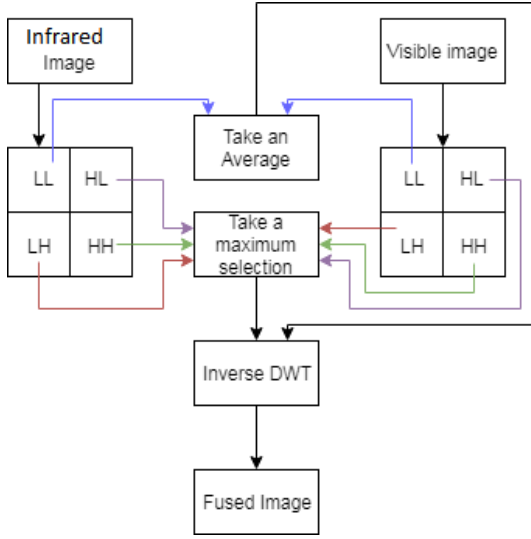 Infrared
Image
Visible image
Take an
Average
LL HL
LH HH
LL HL
LH HH
Take a
maximum
selection
Inverse DWT
Fused Image